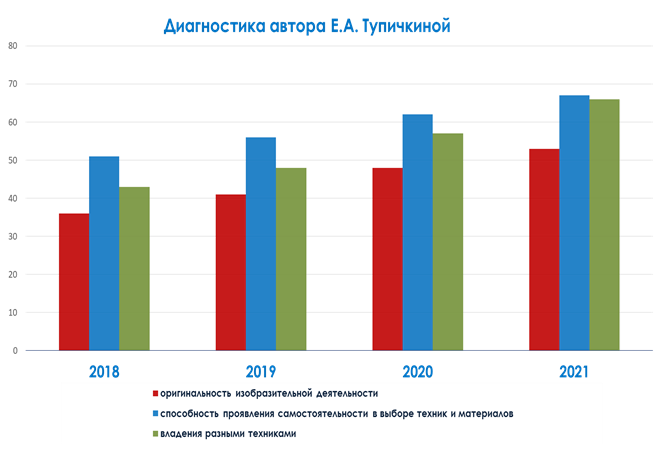 Диагностика автора Е.А. Тупичкиной
80
70
60
50
40
30
20
10
0
2018 2019 2020 2021
оригинальность изобразительной деятельности
способность проявления самостоятельности в выборе техник и материалов
владения разными техниками